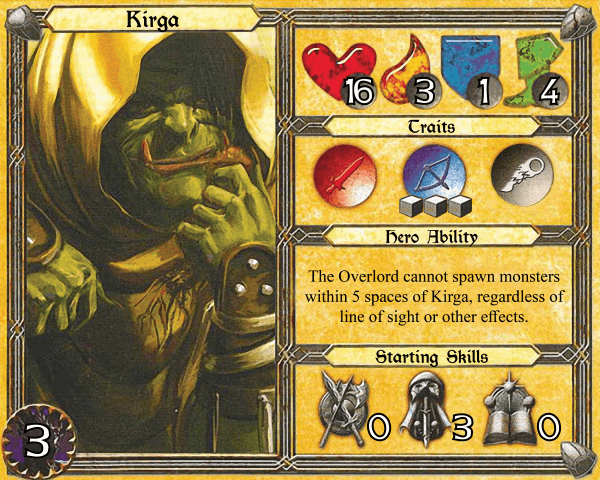 Kirga
16 3 1 4
Traits
Hero Ability
The Overlord cannot spawn monsters
within 5 spaces of Kirga, regardless of
line of sight or other effects.
Starting Skills
0 3 0
3